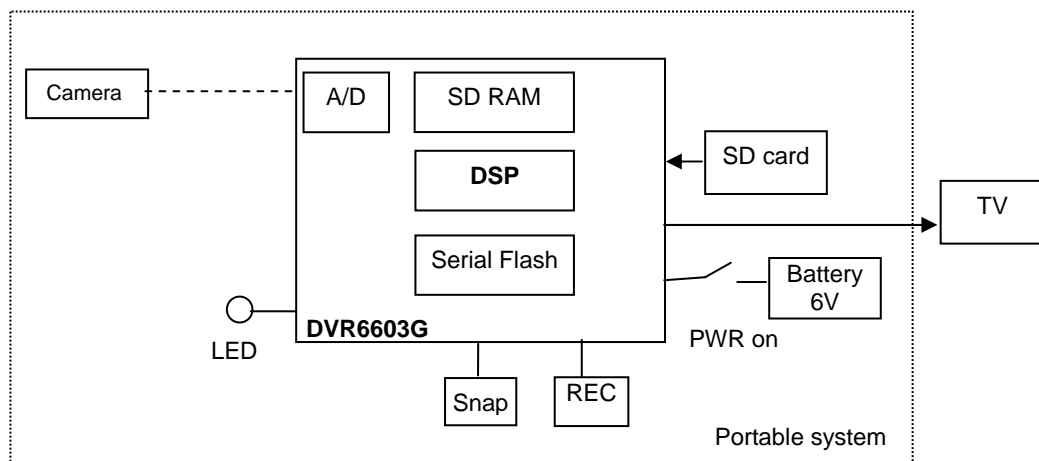 Camera
A/D
SD RAM
DSP
SD card
TV
Serial Flash
Battery
6V
LED
DVR6603G
PWR on
Snap
REC
Portable system